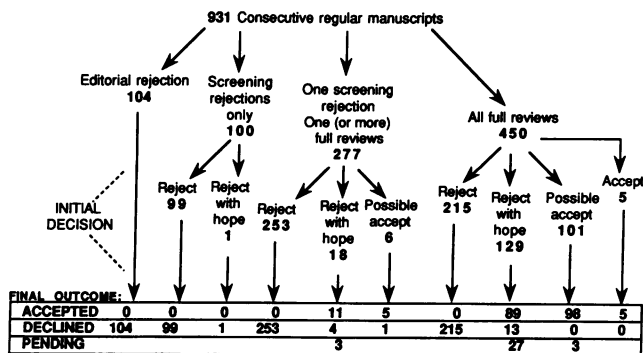 931 Consecutive regular manuscripts
Editorial rejection
104
Screening
rejections
only
100
One screening
rejection
One (or more)
full reviews
277
All full reviews
450
INITIAL
DECISION
Reject
99
Reject
with
hope
1
Reject
253
Reject
with
hope
18
Possible
accept
6
Reject
215
Reject
with
hope
129
Possible
accept
101
Accept
5
FINAL OUTCOME:
ACCEPTED 0 0 0 0 11 5 0 89 98 5
DECLINED 104 99 1 253 4 1 215 13 0 0
PENDING 3 27 3